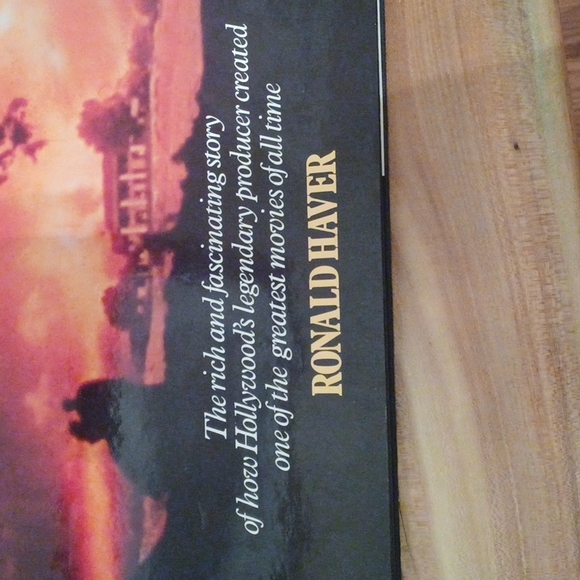 The rich and fascinating story
of how Hollywood's legendary producer created
one of the greatest movies of all time
RONALD HAVER